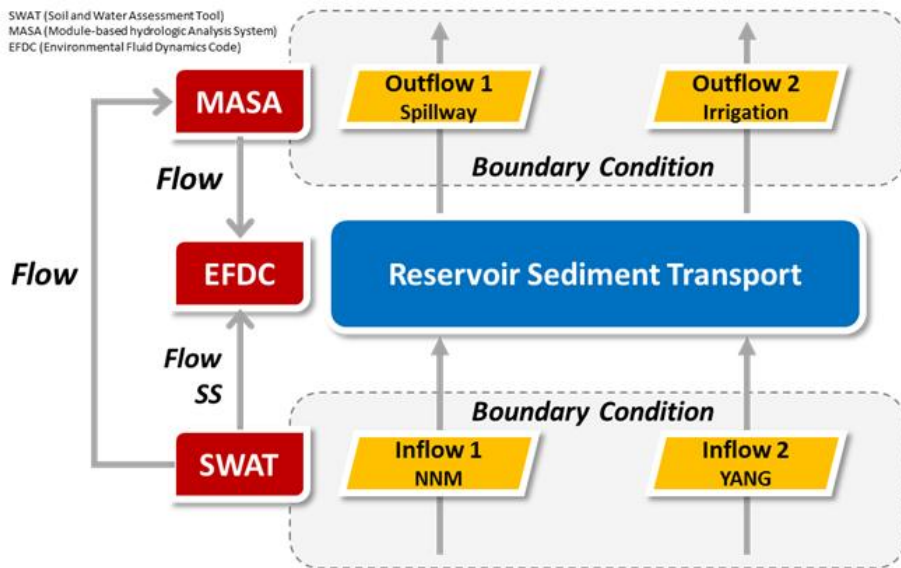 SWAT (Soil and Water Assessment Tool)
MASA (Module-based hydrologic Analysis System)
EFDC (Environmental Fluid Dynamics Code)
MASA
Outflow 1
Spillway
Outflow 2
Irrigation
Boundary Condition
Flow
Flow
EFDC
Reservoir Sediment Transport
Flow
SS
Boundary Condition
SWAT
Inflow 1
NNM
Inflow 2
YANG